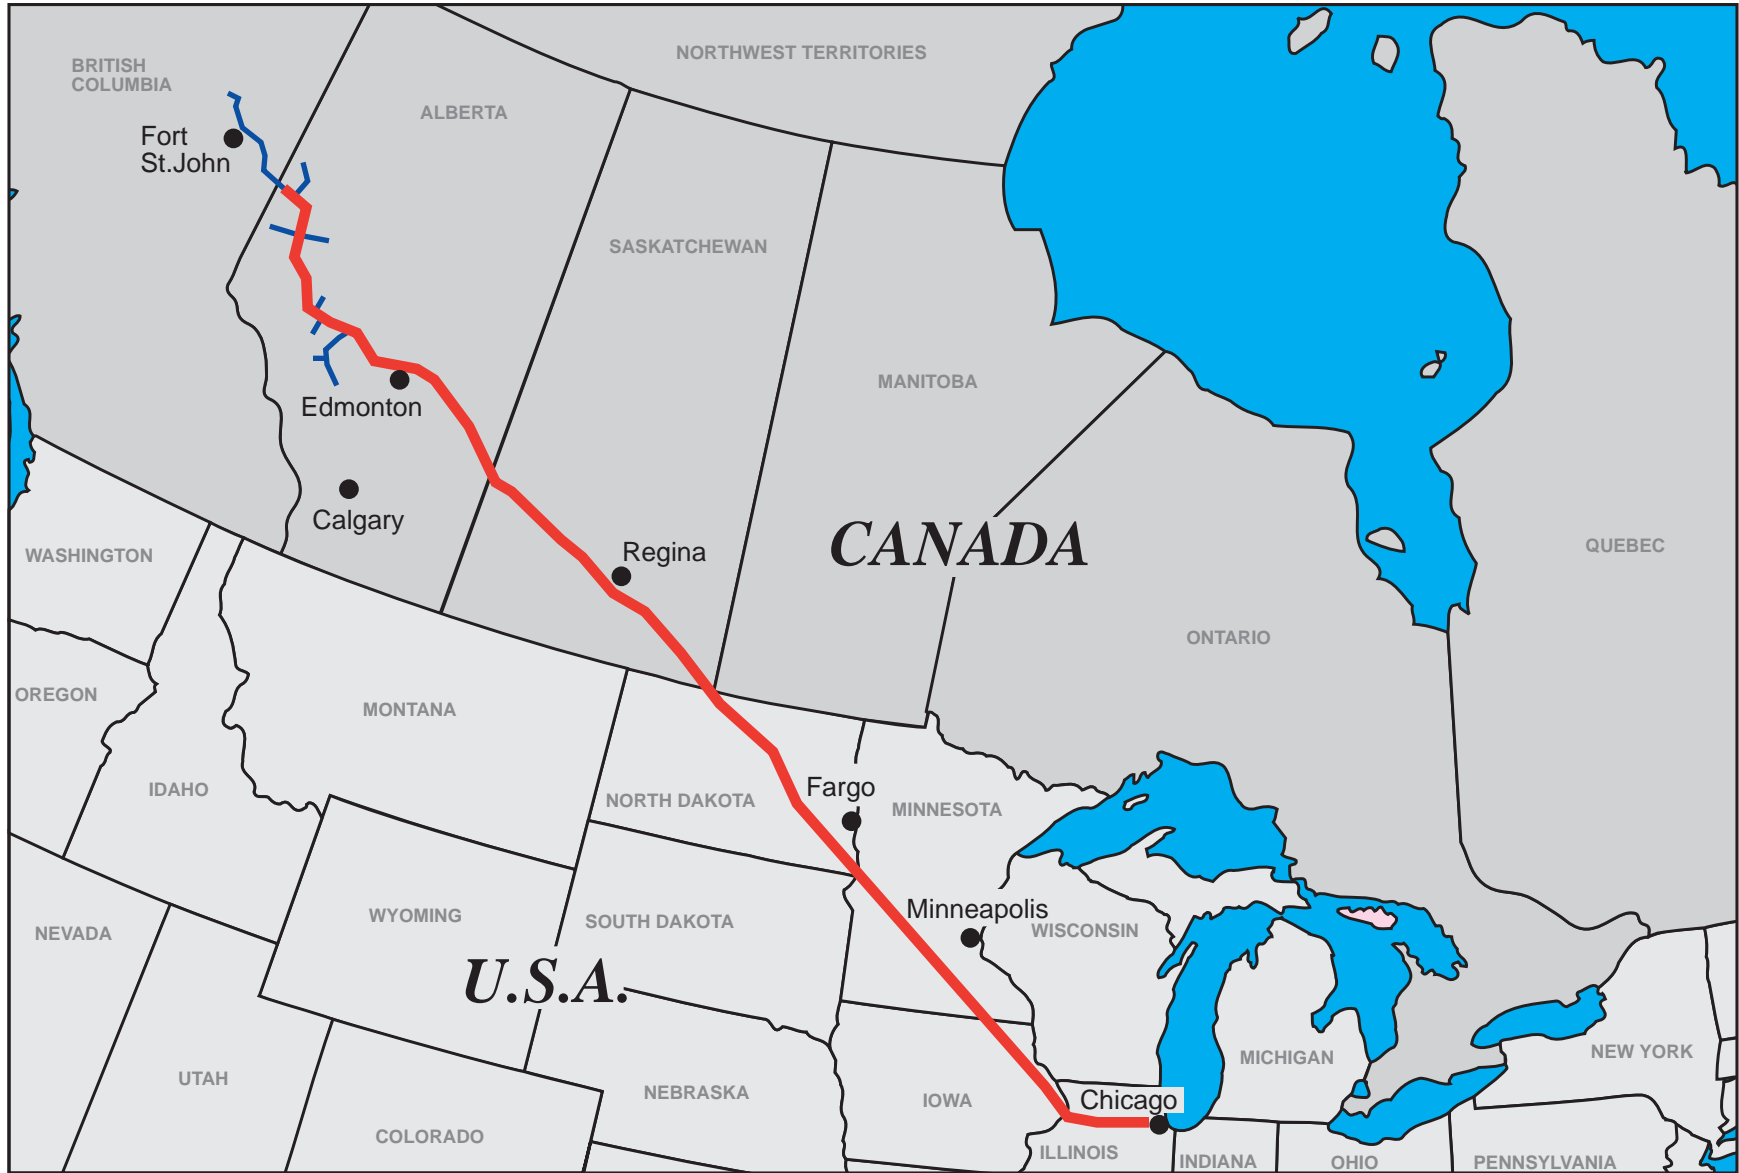 NORTHWEST TERRITORIES
BRITISH
COLUMBIA
ALBERTA
Fort
St.John
SASKATCHEWAN
MANITOBA
Edmonton
Calgary
CANADA
Regina
QUEBEC
WASHINGTON
ONTARIO
OREGON
MONTANA
IDAHO
Fargo
NORTH DAKOTA
MINNESOTA
WYOMING
SOUTH DAKOTA
Minneapolis
WISCONSIN
NEVADA
U.S.A.
NEW YORK
MICHIGAN
UTAH
NEBRASKA
IOWA
Chicago
COLORADO
ILLINOIS
INDIANA
OHIO
PENNSYLVANIA